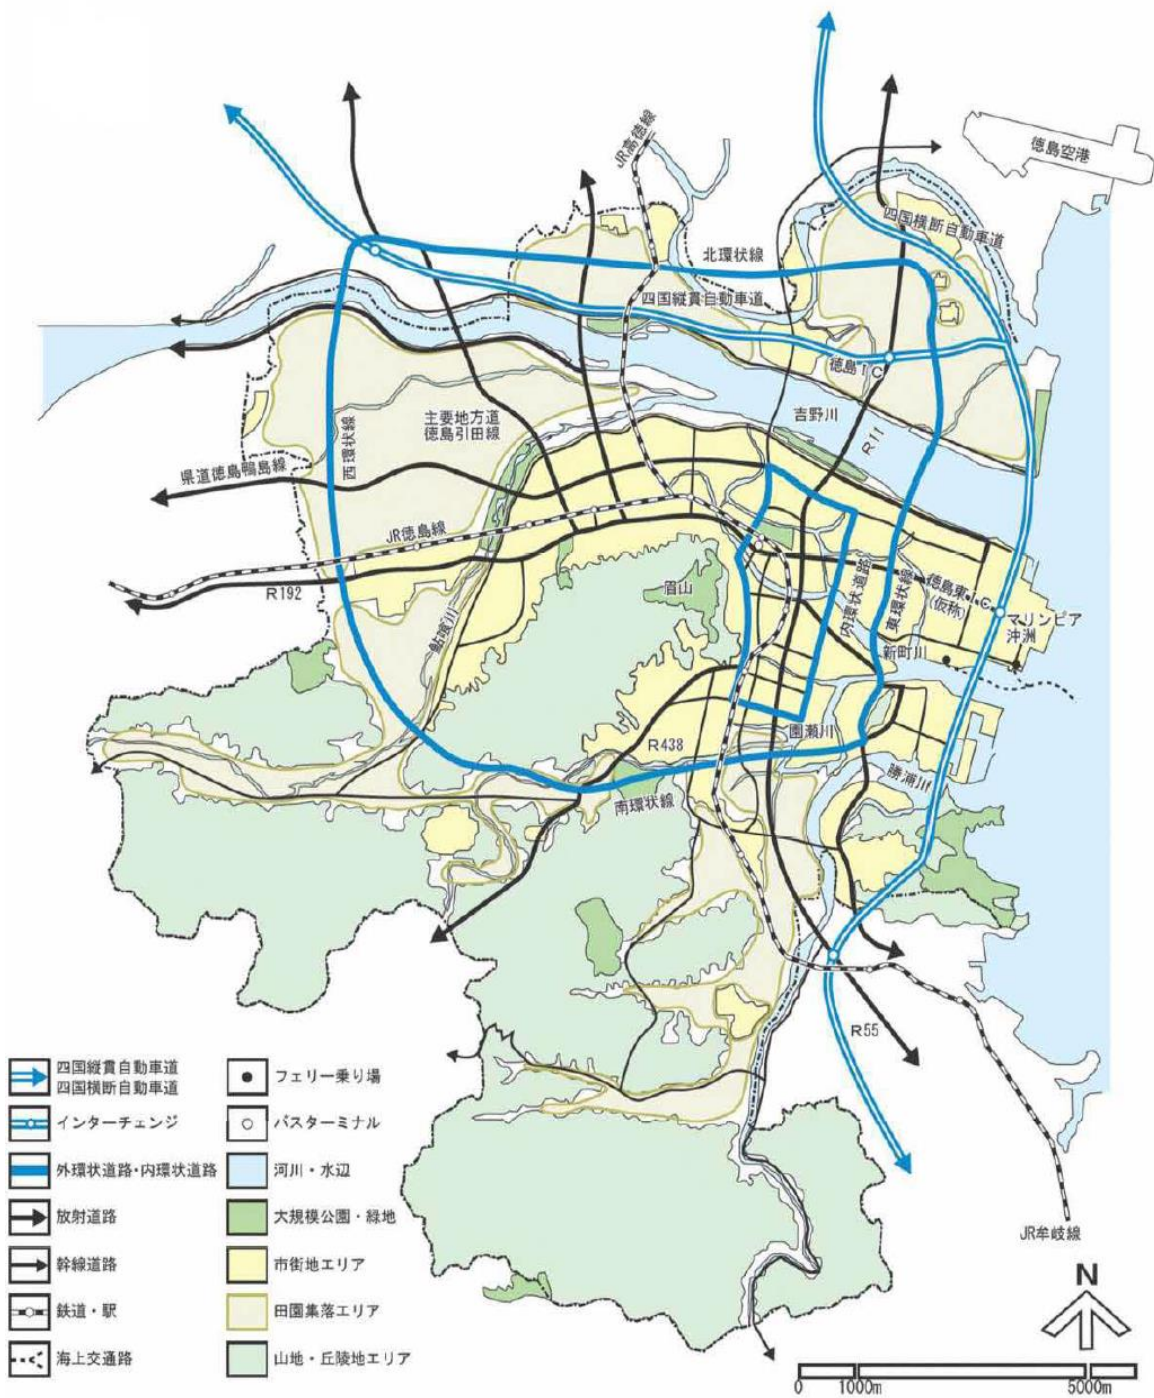 徳島空港
JR高徳線
四国横断自動車道
北環状線
四国縦貫自動車道
徳島IC
吉野川
R11
主要地方道
徳島引田線
西環状線
県道徳島鴨島線
JR徳島線
R192
鮎喰川
眉山
内環状道路
東環状線
徳島東IC
(仮称)
マリンピア
沖洲
新町川
園瀬川
R438
勝浦川
南環状線
R55
JR牟岐線
四国縦貫自動車道
四国横断自動車道
インターチェンジ
外環状道路・内環状道路
放射道路
幹線道路
鉄道・駅
海上交通路
フェリー乗り場
バスターミナル
河川・水辺
大規模公園・緑地
市街地エリア
田園集落エリア
山地・丘陵地エリア
N
0 1000m 5000m